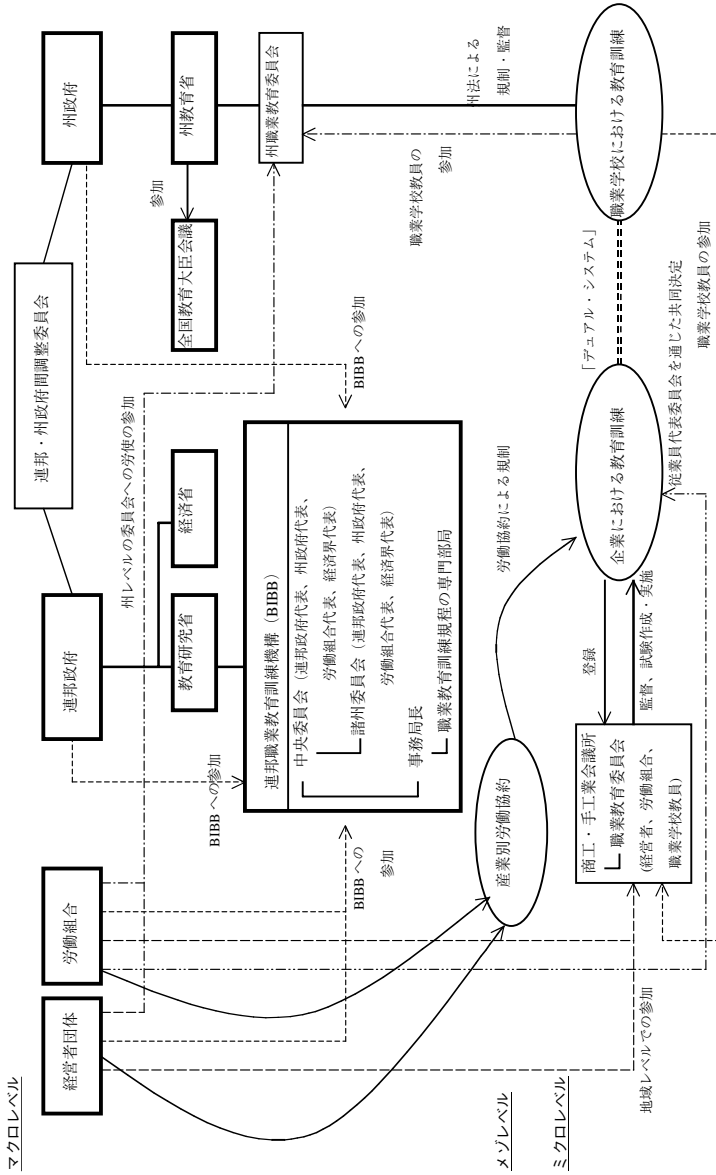 マクロレベル
経営者団体
労働組合
連邦政府
連邦・州政府間調整委員会
州政府
教育研究省
経済省
全国教育大臣会議
参加
州教育省
州レベルの委員会への労使の参加
州職業教育委員会
BIBB への参加
BIBB への参加
BIBB への
参加
連邦職業教育訓練機構（BIBB）
中央委員会（連邦政府代表、州政府代表、
労働組合代表、経済界代表）
諸州委員会（連邦政府代表、州政府代表、
労働組合代表、経済界代表）
事務局長
職業教育訓練規程の専門部局
職業学校教員の
参加
州法による
規制・監督
メゾレベル
産業別労働協約
労働協約による規制
ミクロレベル
地域レベルでの参加
商工・手工業会議所
職業教育委員会
(経営者、労働組合、
職業学校教員)
登録
監督、試験作成・実施
企業における教育訓練
「デュアル・システム」
職業学校における教育訓練
従業員代表委員会を通じた共同決定
職業学校教員の参加